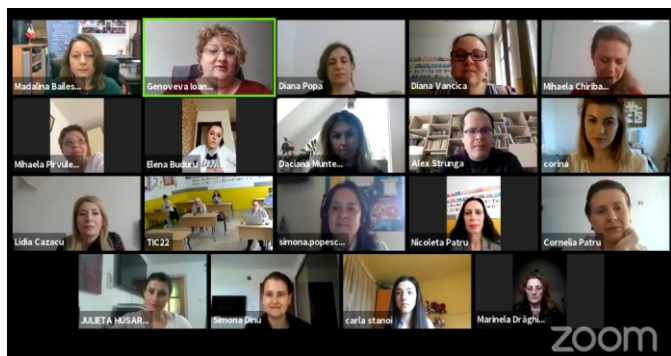 Madalina Bailes...
Genoveva Ioan...
Diana Popa
Diana Vancica
Mihaela Chiriba...
Mihaela Pirvule...
Elena Buduru
Daciana Munte...
Alex Strunga
corina
Lidia Cazacu
TIC22
simona.popesc...
Nicoleta Patru
Cornelia Patru
JULIETA HUSAR...
Simona Dinu
carla stanoi
Marinela Drăghi...
zoom